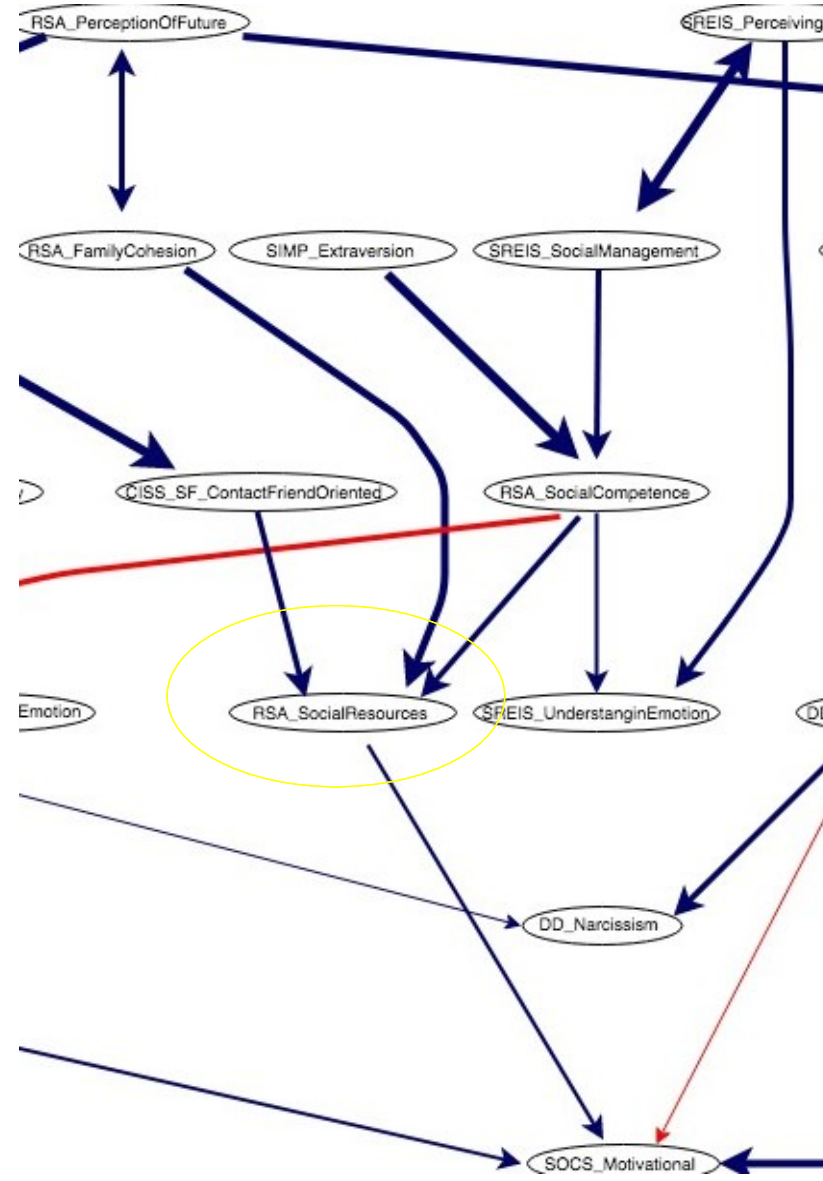 RSA_PerceptionOfFuture
SREIS_Perceiving
RSA_FamilyCohesion
SIMP_Extraversion
SREIS_SocialManagement
CISS_SF_ContactFriendOriented
RSA_SocialCompetence
Emotion
RSA_SocialResources
SREIS_UnderstanginEmotion
DD_Narcissism
SOCS_Motivational